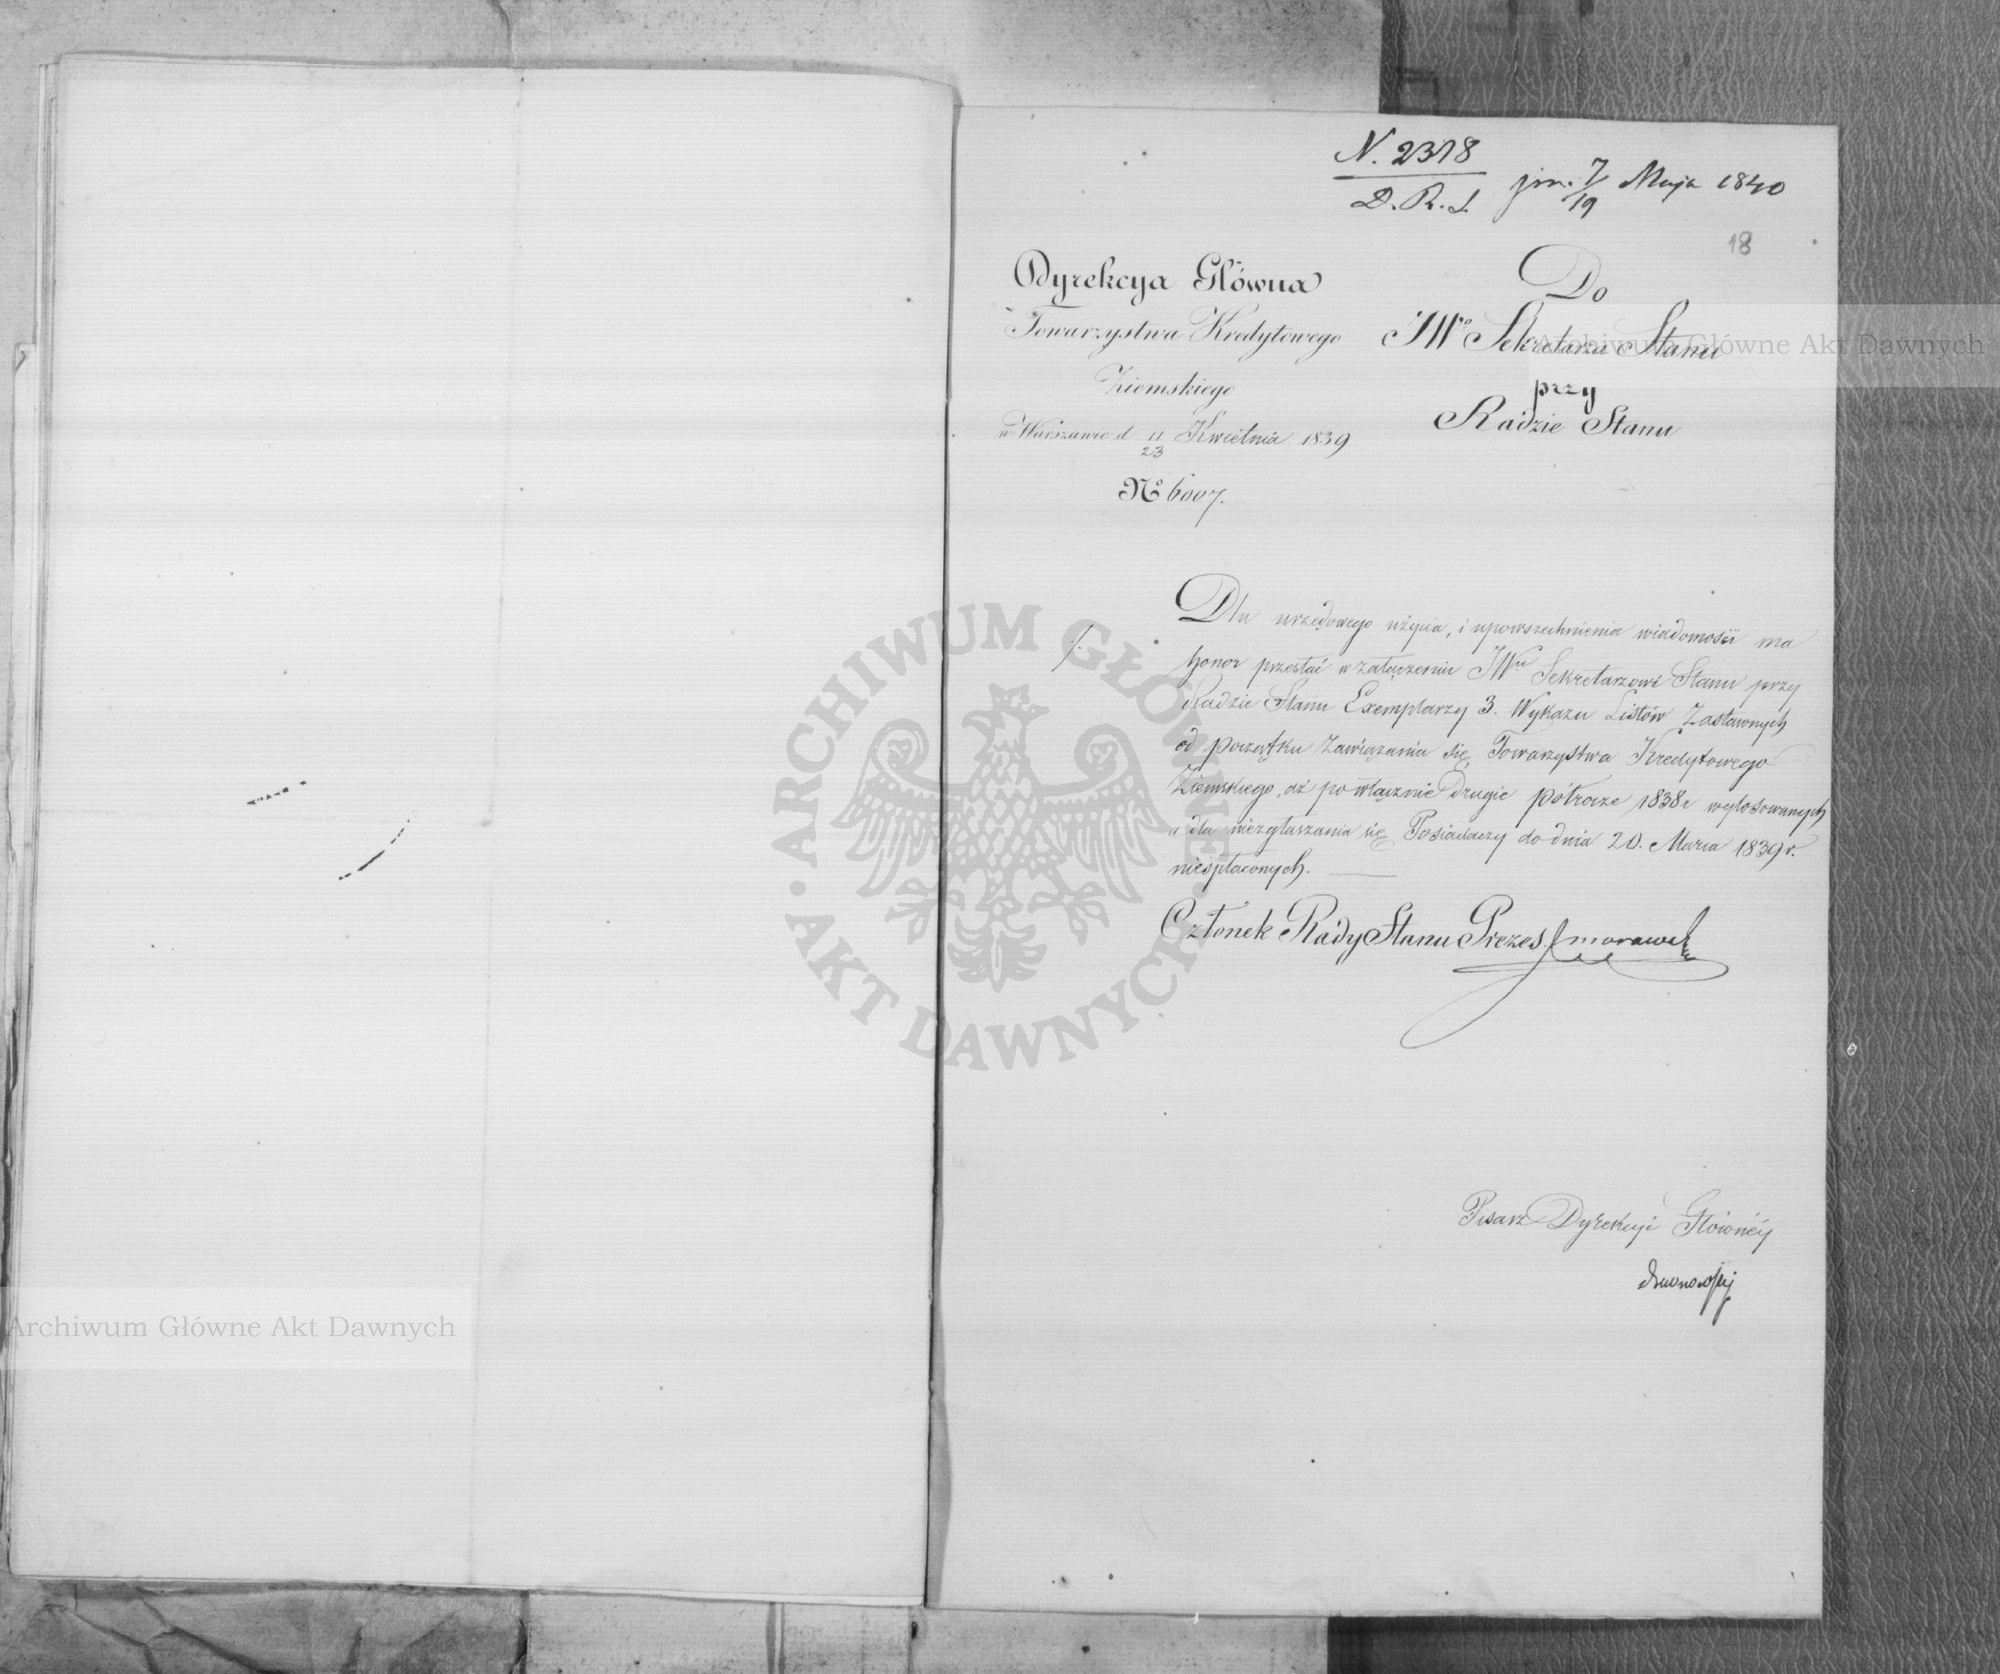 N. 2318
D. R. S. 7/19 Maja 1840
18
Dyrekcya Główna
Towarzystwa Kredytowego
Ziemskiego
w Warszawie d 11/23 Kwietnia 1839
No 6007.
Do
JWo Sekretarza Stanu
przy
Radzie Stanu
Dla urzędowego użycia, i upowszechnienia wiadomości ma
honor przesłać w załączeniu JWu Sekretarzowi Stanu przy
Radzie Stanu Exemplarzy 3. Wykazu Listów Zastawnych
od początku zawiązania się Towarzystwa Kredytowego
Ziemskiego, aż po włącznie Drugie półrocze 1838r wylosowanych
a dla niezgłaszania się Posiadaczy do dnia 20. Marca 1839 r.
niespłaconych.
Członek Rady Stanu Prezes Morawski
Pisarz Dyrekcyi Głównéy
ARCHIWUM GŁÓWNE • AKT DAWNYCH •
Archiwum Główne Akt Dawnych
Archiwum Główne Akt Dawnych